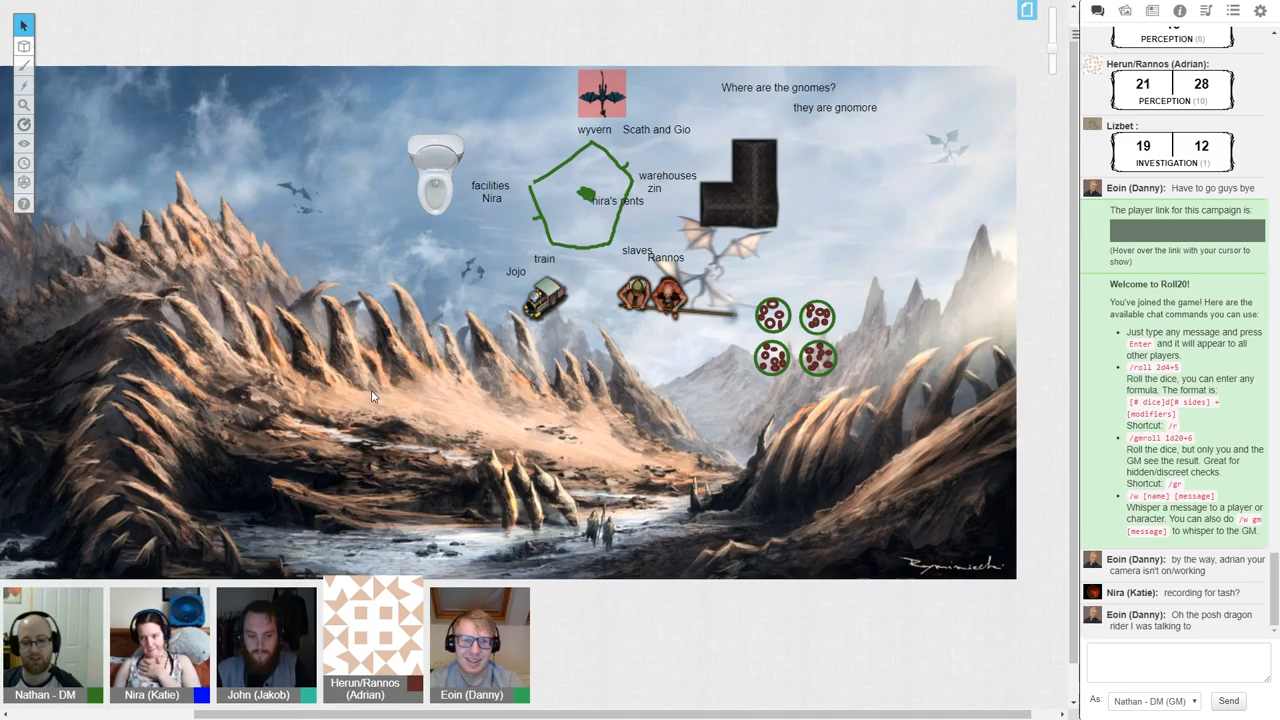 Where are the gnomes?
they are gnomore
wyvern
Scath and Gio
warehouses
zin
facilities
Nira
nira's rents
slaves
Rannos
train
Jojo
Nathan - DM
Nira (Katie)
John (Jakob)
Herun/Rannos
(Adrian)
Eoin (Danny)
PERCEPTION (6)
Herun/Rannos (Adrian):
21 28
PERCEPTION (10)
Lizbet :
19 12
INVESTIGATION (1)
Eoin (Danny): Have to go guys bye
The player link for this campaign is:
(Hover over the link with your cursor to
show)
Welcome to Roll20!
You've joined the game! Here are the
available chat commands you can use:
• Just type any message and press
Enter and it will appear to all
other players.
• /roll 2d4+5
Roll the dice, you can enter any
formula. The format is:
[# dice]d[# sides] +
[modifiers]
Shortcut: /r
• /gmroll 1d20+6
Roll the dice, but only you and the
GM see the result. Great for
hidden/discreet checks.
Shortcut: /gr
• /w [name] [message]
Whisper a message to a player or
character. You can also do /w gm
[message] to whisper to the GM.
Eoin (Danny): by the way, adrian your
camera isn't on/working
Nira (Katie): recording for tash?
Eoin (Danny): Oh the posh dragon
rider I was talking to
As: Nathan - DM (GM) Send